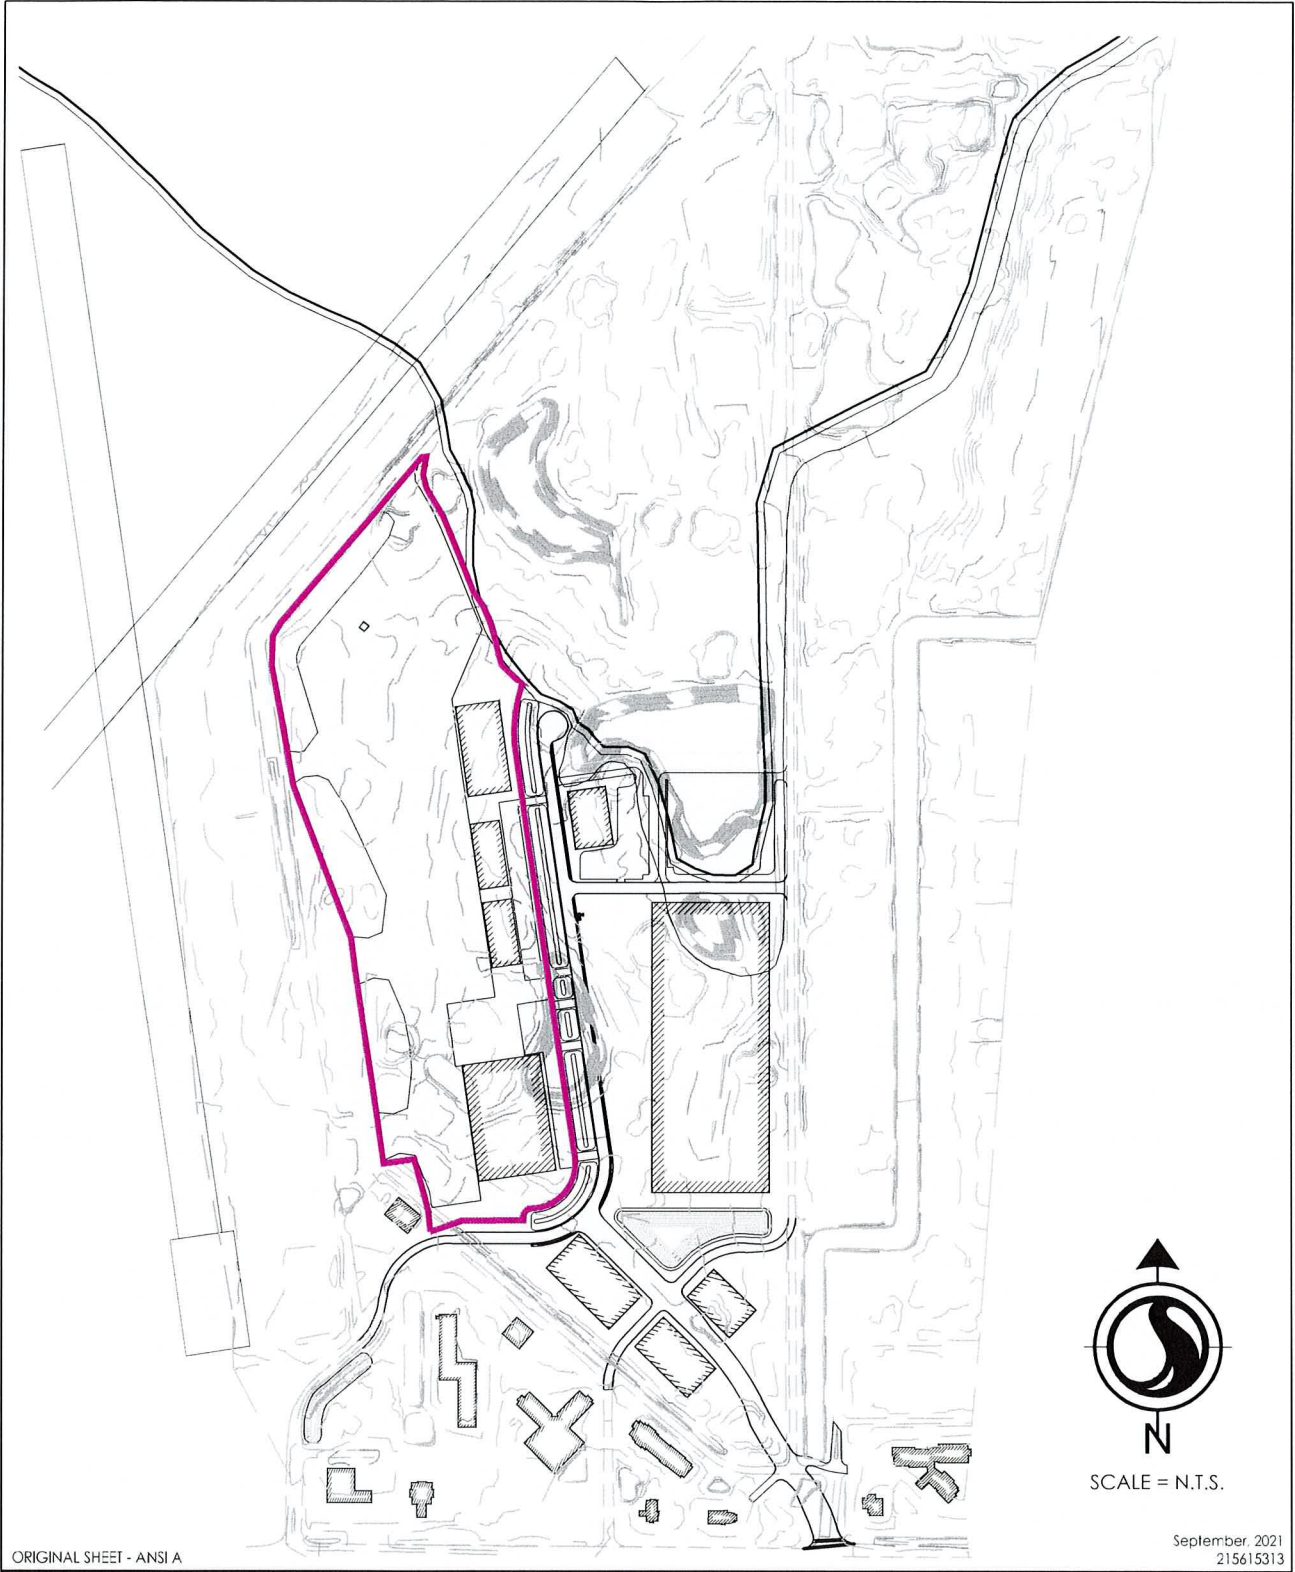 N
SCALE = N.T.S.
ORIGINAL SHEET - ANSI A
September, 2021
215615313